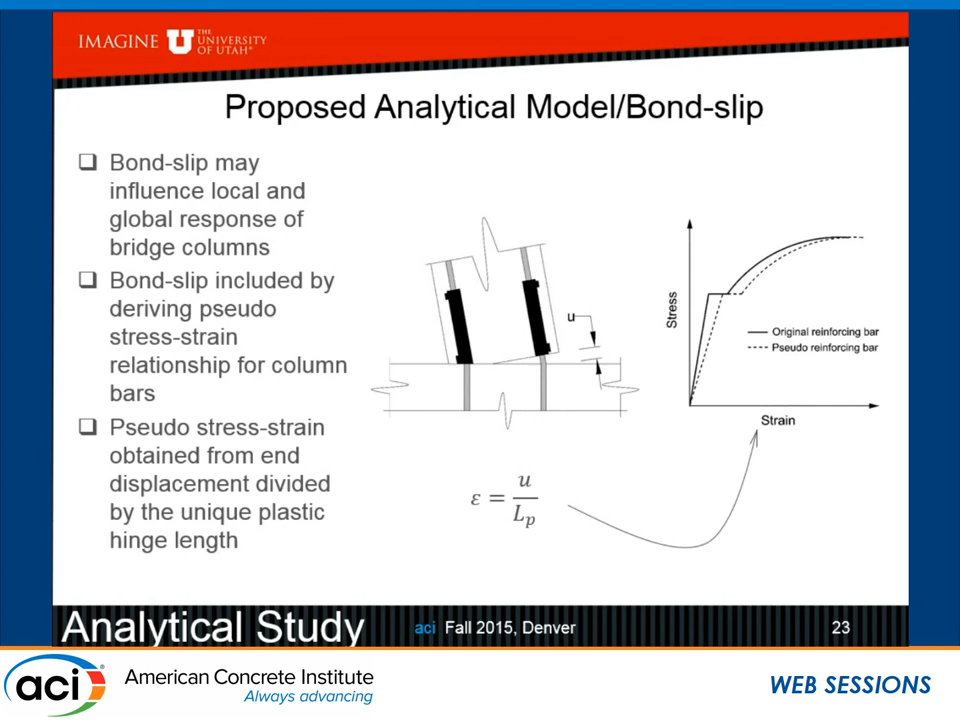 IMAGINE U THE UNIVERSITY OF UTAH®
Proposed Analytical Model/Bond-slip
❑ Bond-slip may
influence local and
global response of
bridge columns
❑ Bond-slip included by
deriving pseudo
stress-strain
relationship for column
bars
❑ Pseudo stress-strain
obtained from end
displacement divided
by the unique plastic
hinge length
u
ε = u / Lp
Stress
Original reinforcing bar
Pseudo reinforcing bar
Strain
Analytical Study
aci Fall 2015, Denver
23
aci®
American Concrete Institute
Always advancing
WEB SESSIONS